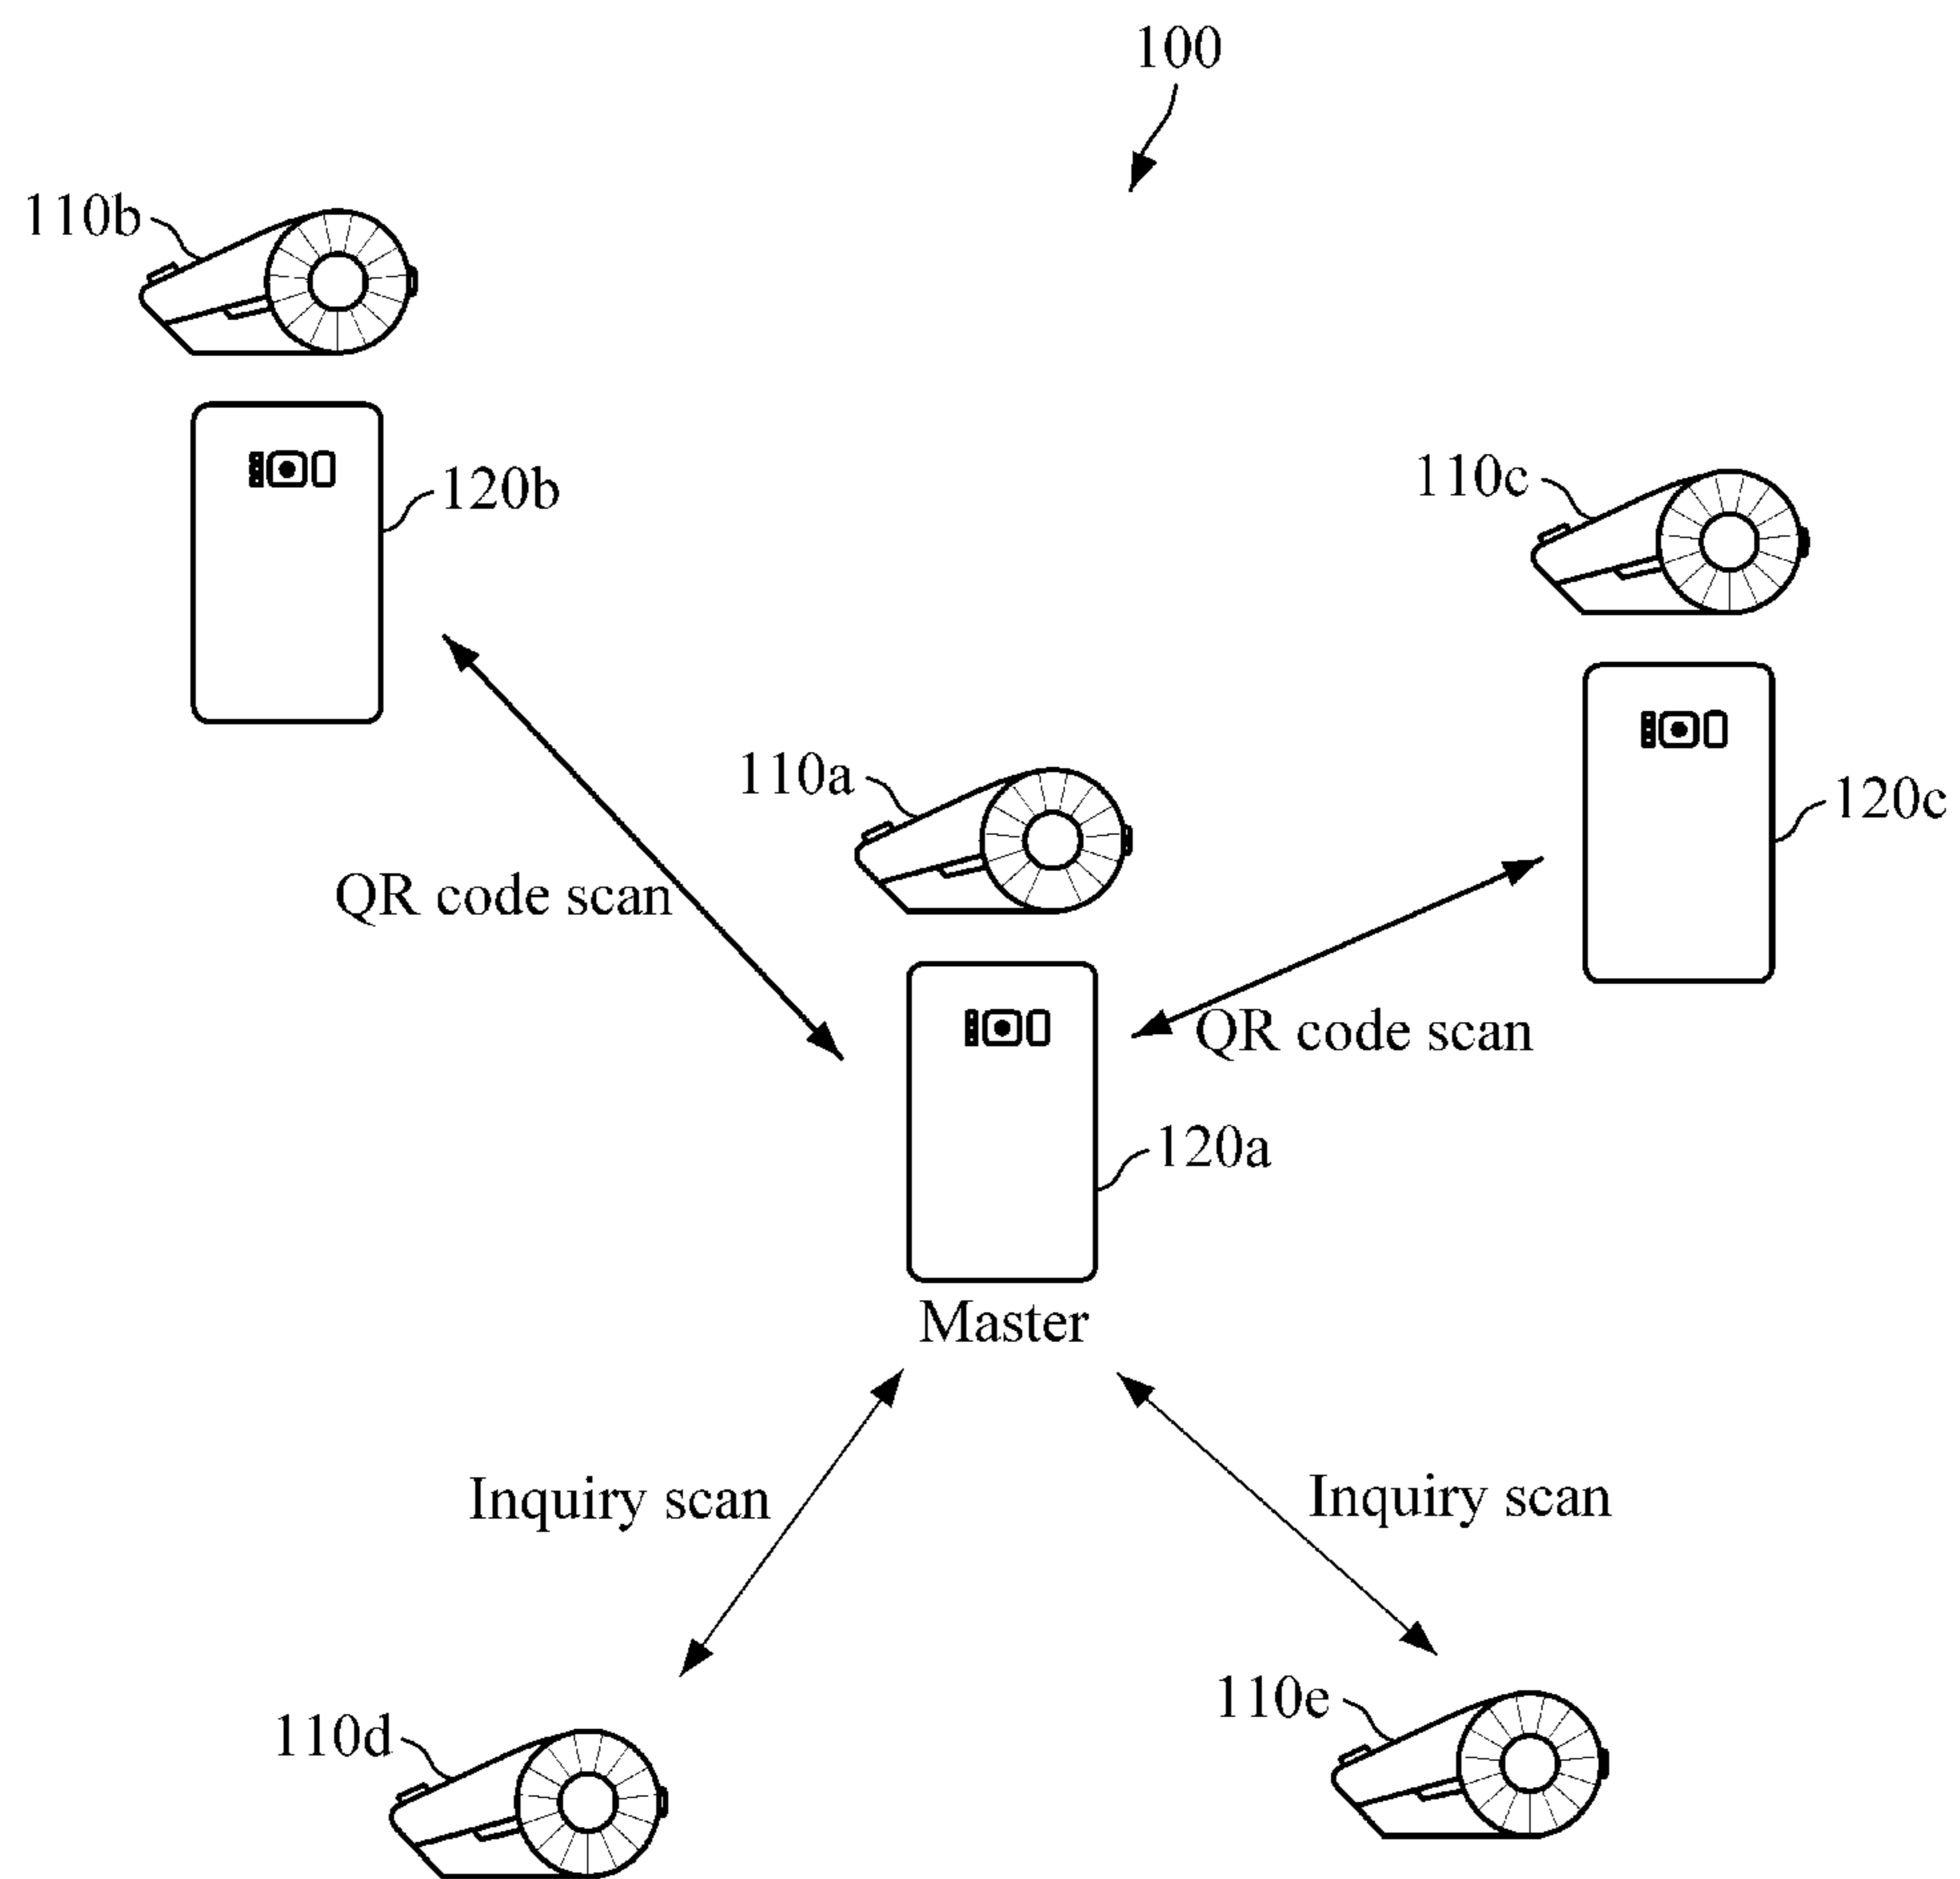 100
110b
120b
110c
110a
120c
QR code scan
QR code scan
120a
Master
Inquiry scan
Inquiry scan
110e
110d